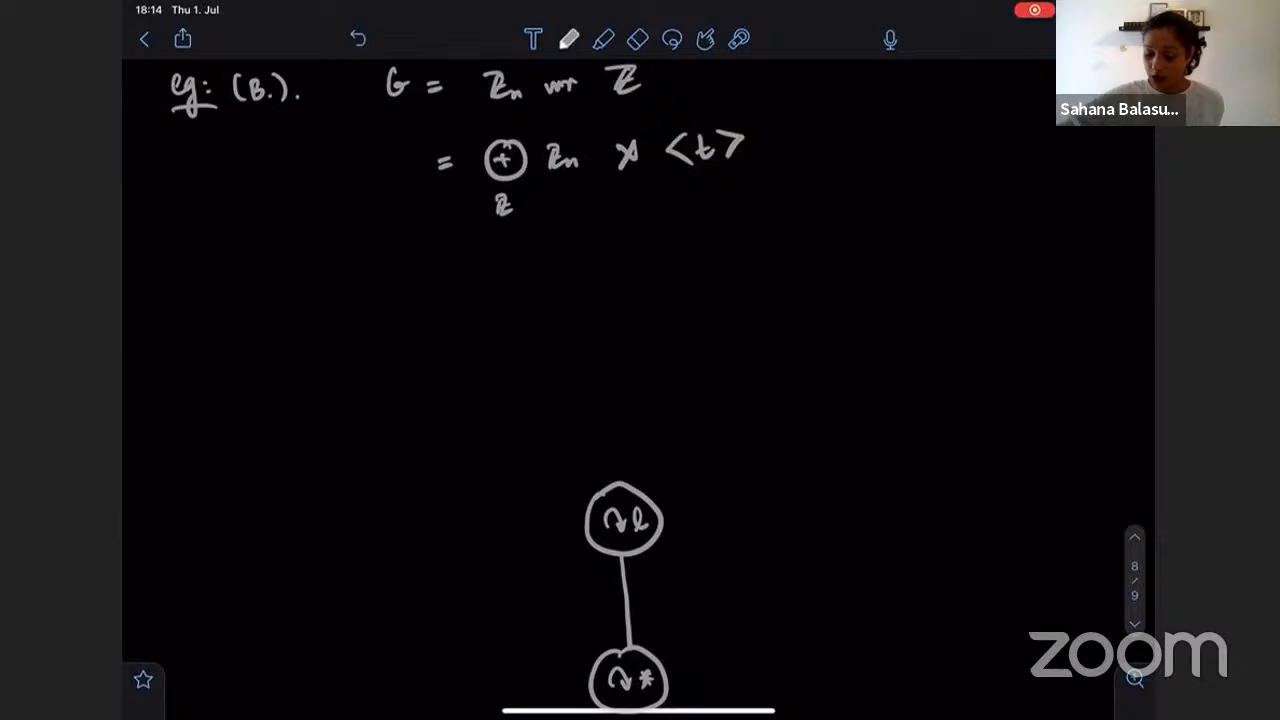 18:14 Thu 1. Jul
Sahana Balasu...
eg: (B.). G = ℤₙ wr ℤ
= ⊕ ℤₙ ⋊ <t>
ℤ
↷ l
↷ *
8
/
9
zoom